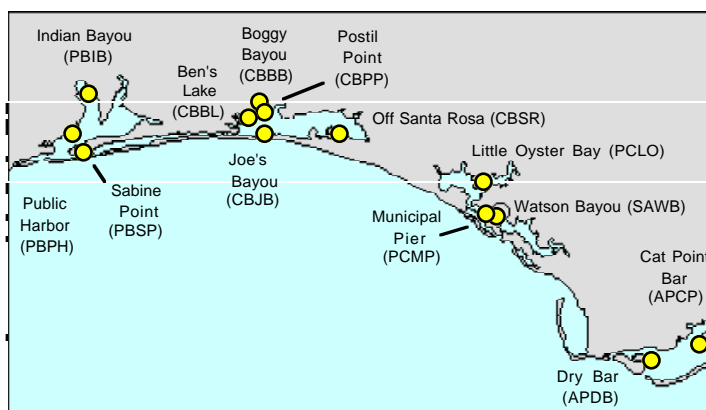 Indian Bayou
(PBIB)
Boggy
Bayou
(CBBB)
Postil
Point
(CBPP)
Ben's
Lake
(CBBL)
Off Santa Rosa (CBSR)
Little Oyster Bay (PCLO)
Joe's
Bayou
(CBJB)
Sabine
Point
(PBSP)
Public
Harbor
(PBPH)
Watson Bayou (SAWB)
Municipal
Pier
(PCMP)
Cat Point
Bar
(APCP)
Dry Bar
(APDB)